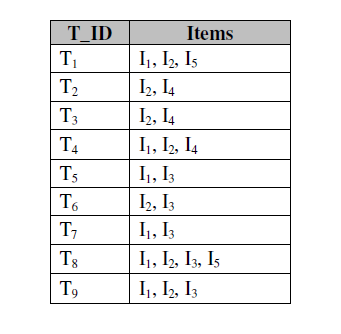 T_ID Items
T₁ I₁, I₂, I₅
T₂ I₂, I₄
T₃ I₂, I₄
T₄ I₁, I₂, I₄
T₅ I₁, I₃
T₆ I₂, I₃
T₇ I₁, I₃
T₈ I₁, I₂, I₃, I₅
T₉ I₁, I₂, I₃